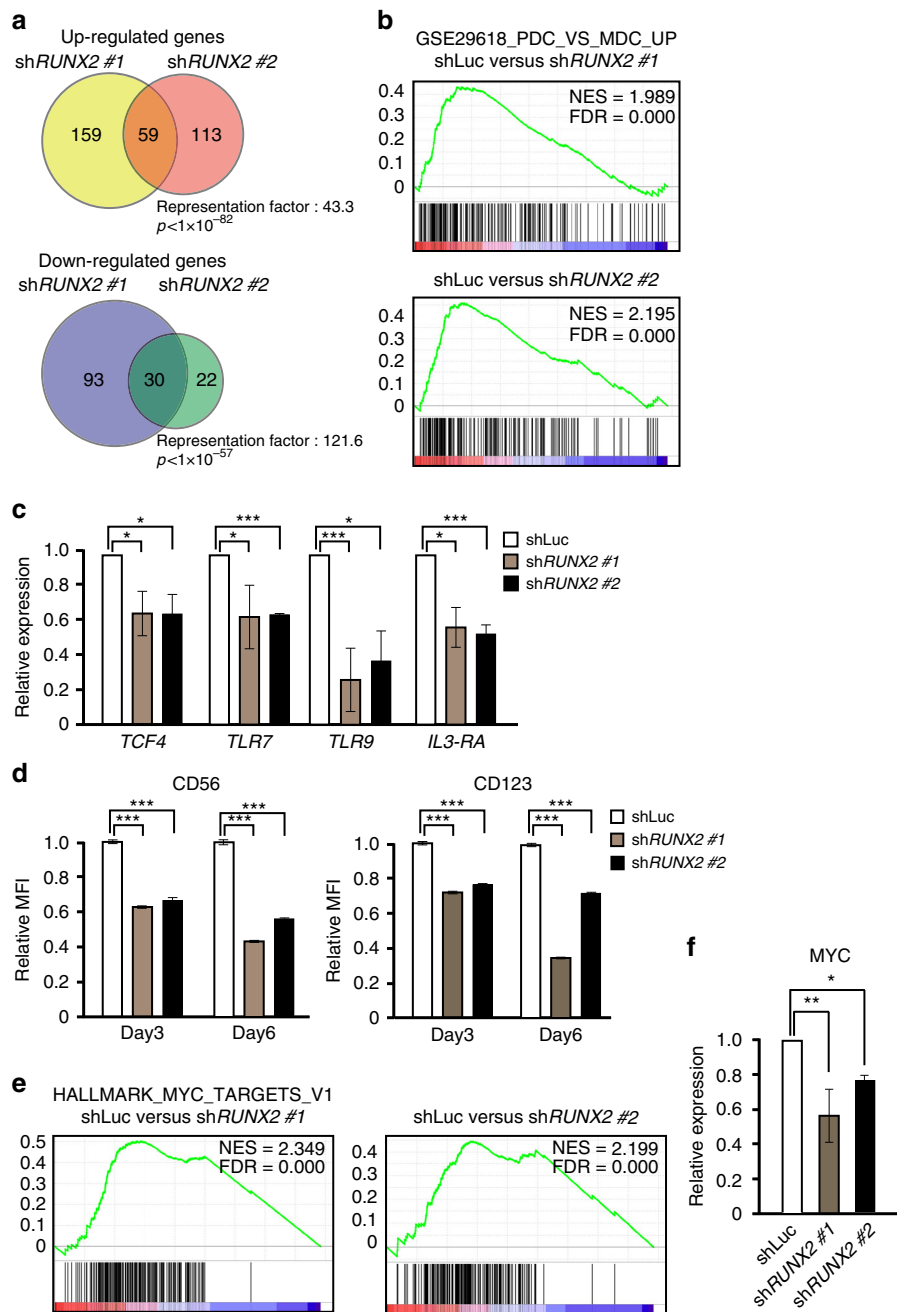 a
Up-regulated genes
shRUNX2 #1 shRUNX2 #2
159 59 113
Representation factor : 43.3
p<1×10−82
Down-regulated genes
shRUNX2 #1 shRUNX2 #2
93 30 22
Representation factor : 121.6
p<1×10−57
b
GSE29618_PDC_VS_MDC_UP
shLuc versus shRUNX2 #1
NES = 1.989
FDR = 0.000
0.4
0.3
0.2
0.1
0
shLuc versus shRUNX2 #2
NES = 2.195
FDR = 0.000
0.4
0.3
0.2
0.1
0
c
Relative expression
1.0
0.8
0.6
0.4
0.2
0
* *** * ***
* * *** *
TCF4 TLR7 TLR9 IL3-RA
shLuc
shRUNX2 #1
shRUNX2 #2
d
CD56
Relative MFI
1.0
0.8
0.6
0.4
0.2
0
*** ***
*** ***
Day3 Day6
CD123
Relative MFI
1.0
0.8
0.6
0.4
0.2
0
*** ***
*** ***
Day3 Day6
shLuc
shRUNX2 #1
shRUNX2 #2
e
HALLMARK_MYC_TARGETS_V1
shLuc versus shRUNX2 #1
NES = 2.349
FDR = 0.000
0.5
0.4
0.3
0.2
0.1
0
shLuc versus shRUNX2 #2
NES = 2.199
FDR = 0.000
0.4
0.3
0.2
0.1
0
f
MYC
*
**
Relative expression
1.0
0.8
0.6
0.4
0.2
0
shLuc
shRUNX2 #1
shRUNX2 #2